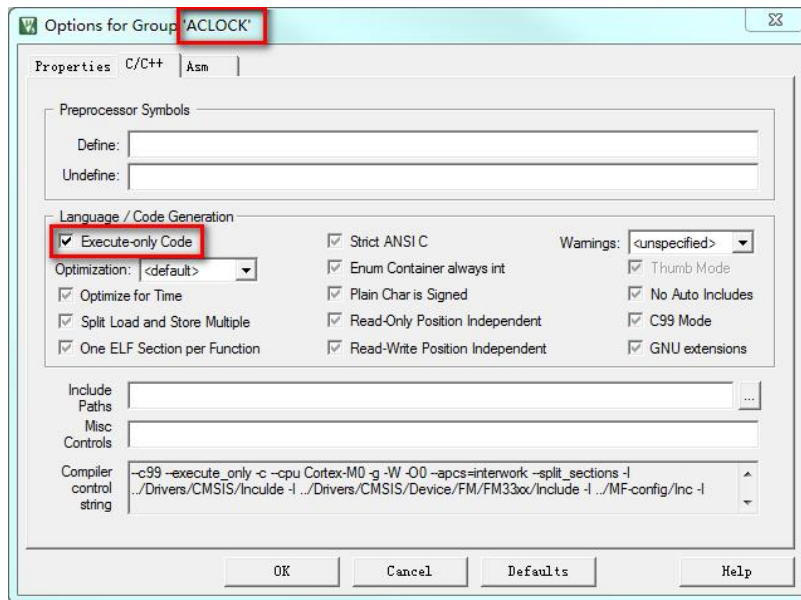 Options for Group 'ACLOCK'
Properties C/C++ Asm
Preprocessor Symbols
Define:
Undefine:
Language / Code Generation
Execute-only Code Strict ANSI C Warnings: <unspecified>
Optimization: <default> Enum Container always int Thumb Mode
Optimize for Time Plain Char is Signed No Auto Includes
Split Load and Store Multiple Read-Only Position Independent C99 Mode
One ELF Section per Function Read-Write Position Independent GNU extensions
Include Paths ...
Misc Controls
Compiler control string
--c99 --execute_only -c --cpu Cortex-M0 -g -W -O0 --apcs=interwork --split_sections -I
../Drivers/CMSIS/Inculde -I ../Drivers/CMSIS/Device/FM/FM33xx/Include -I ../MF-config/Inc -I
OK Cancel Defaults Help